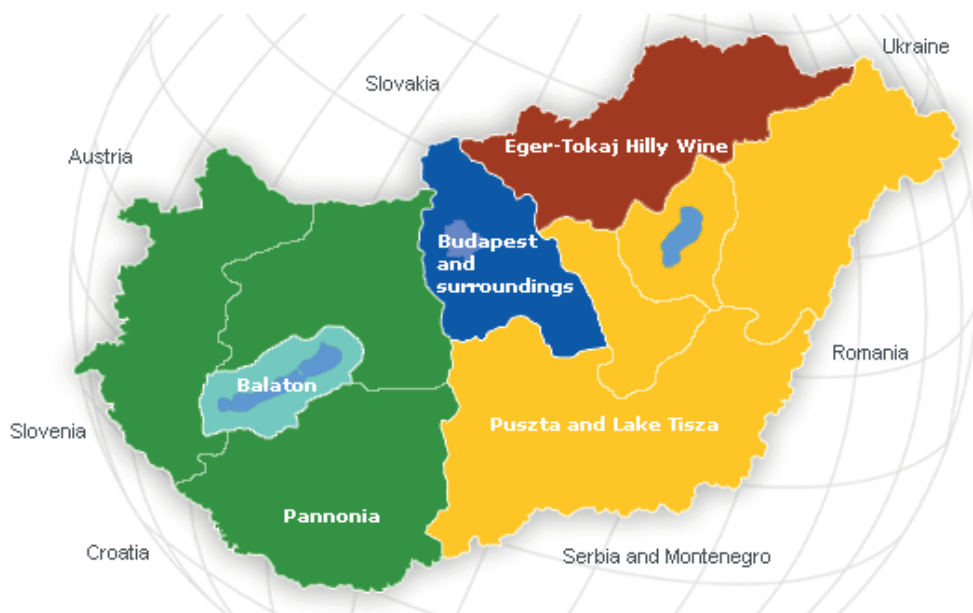 Ukraine
Slovakia
Eger-Tokaj Hilly Wine
Austria
Budapest
and
surroundings
Romania
Balaton
Puszta and Lake Tisza
Slovenia
Pannonia
Croatia
Serbia and Montenegro